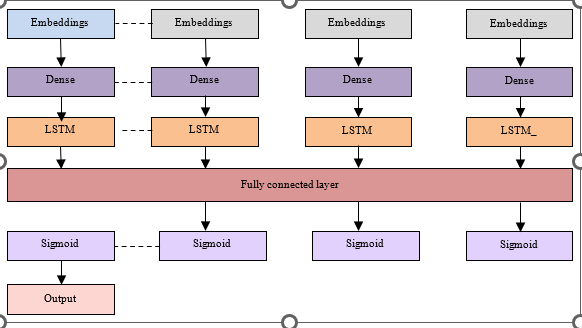 Embeddings Embeddings Embeddings Embeddings
Dense Dense Dense Dense
LSTM LSTM LSTM LSTM_
Fully connected layer
Sigmoid Sigmoid Sigmoid Sigmoid
Output